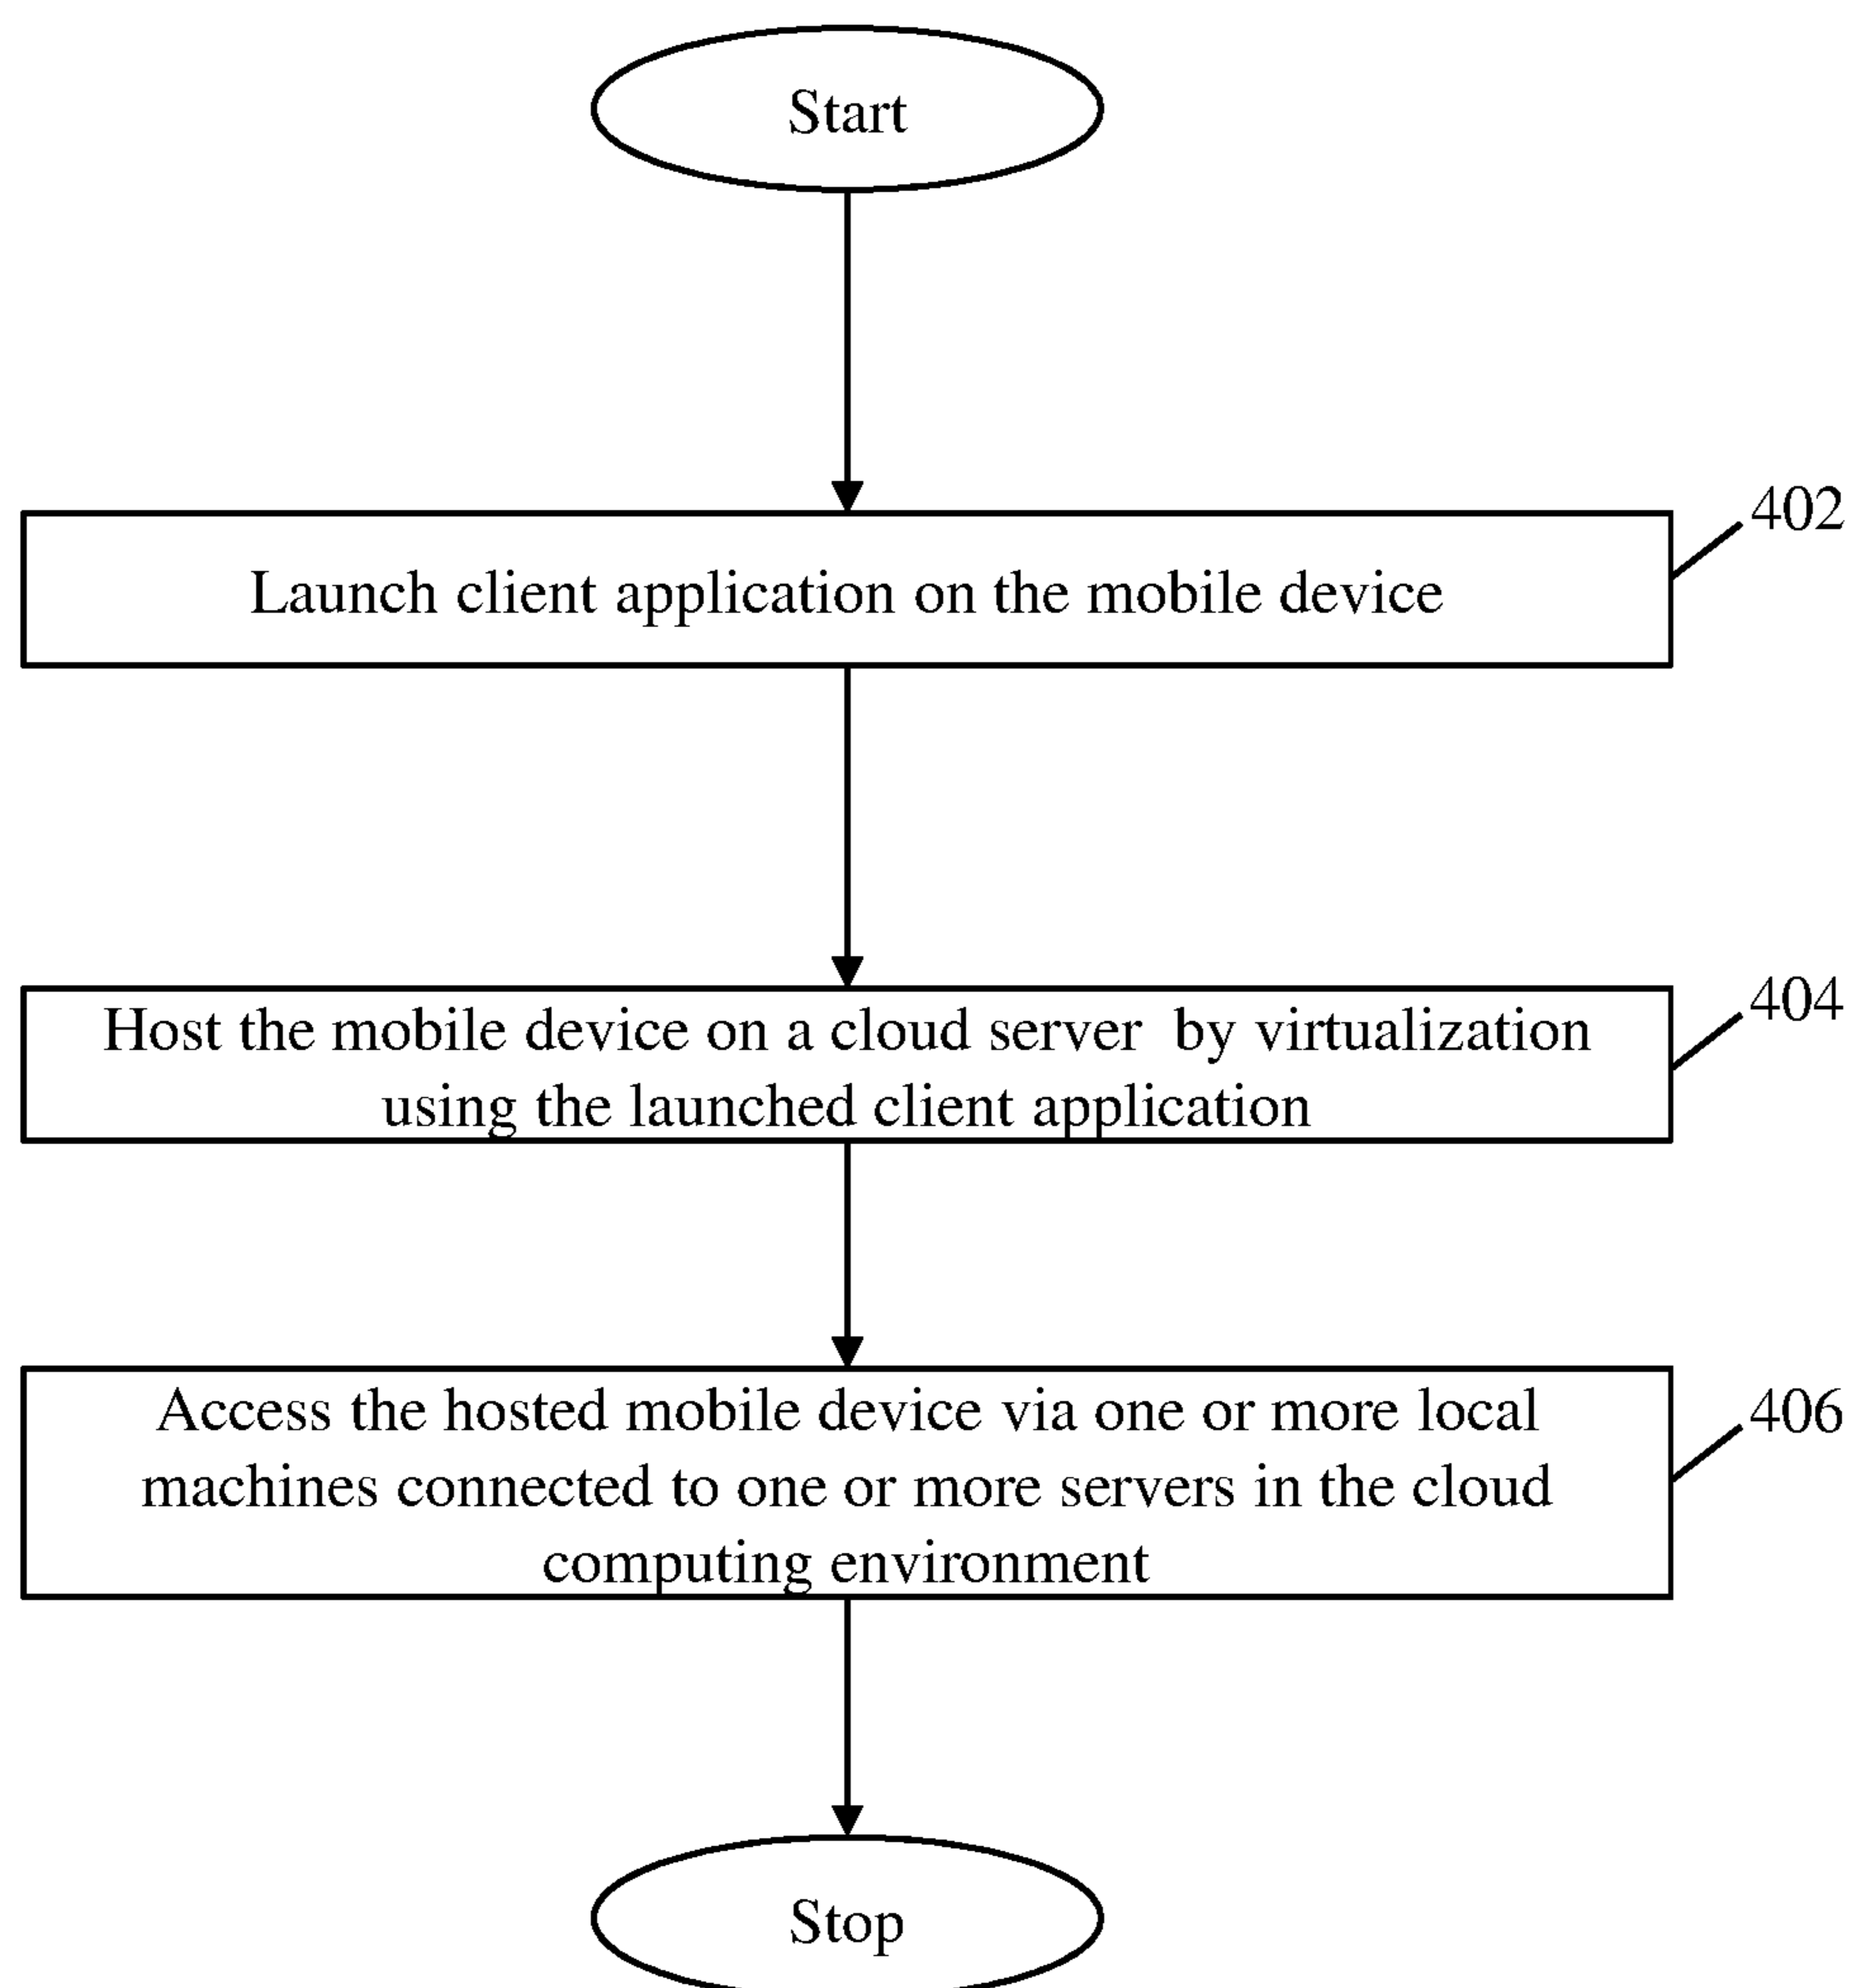 Start
402
Launch client application on the mobile device
404
Host the mobile device on a cloud server by virtualization
using the launched client application
406
Access the hosted mobile device via one or more local
machines connected to one or more servers in the cloud
computing environment
Stop